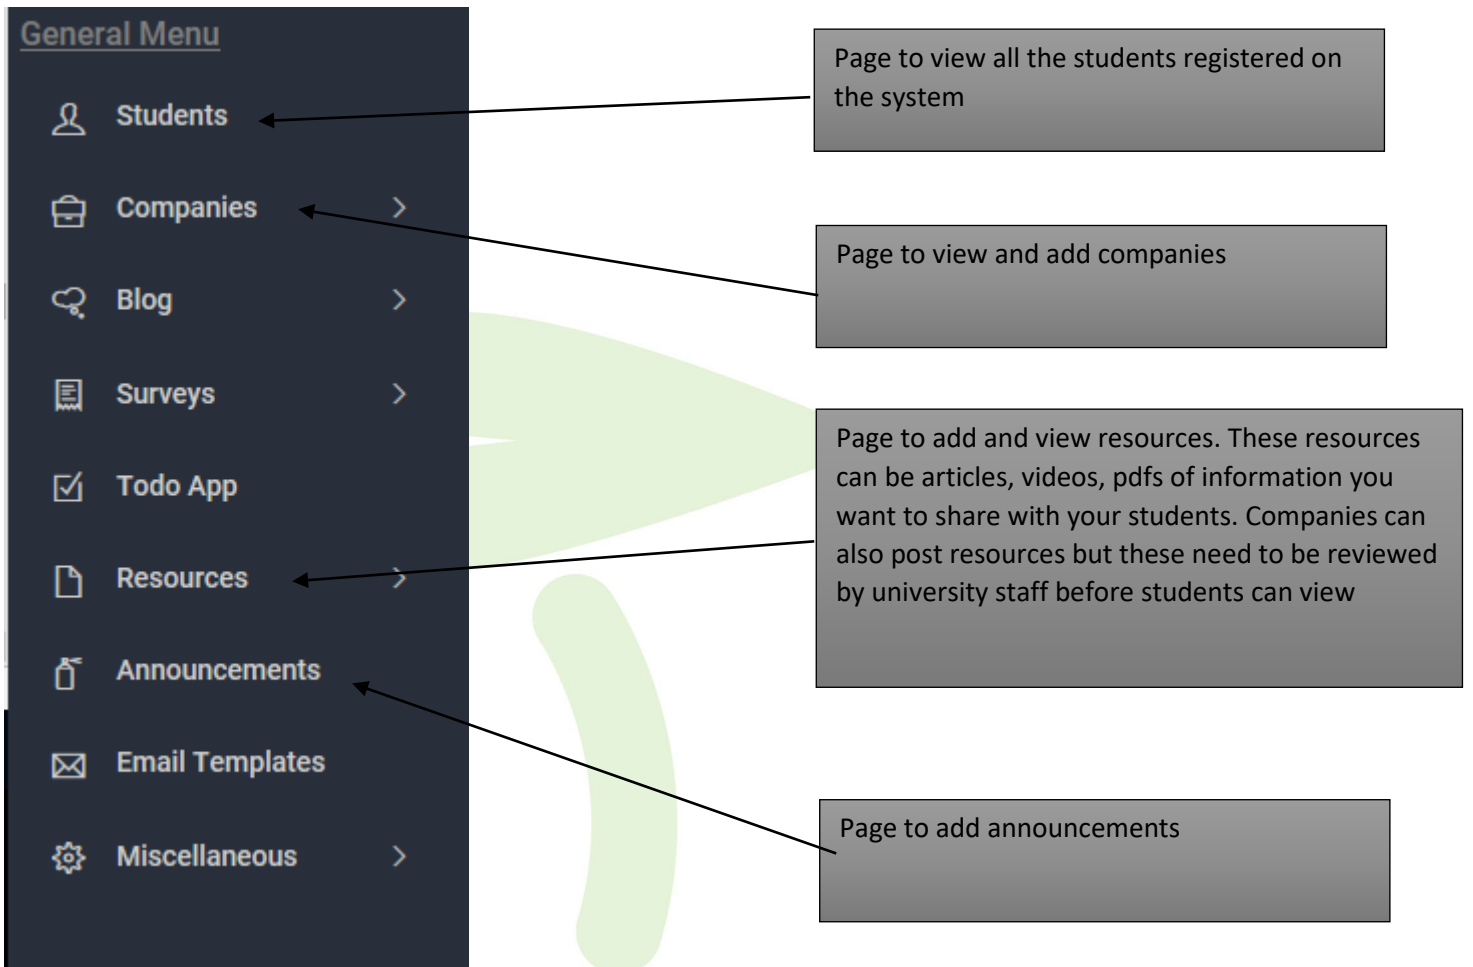 General Menu
Students
Companies
Blog
Surveys
Todo App
Resources
Announcements
Email Templates
Miscellaneous
Page to view all the students registered on
the system
Page to view and add companies
Page to add and view resources. These resources
can be articles, videos, pdfs of information you
want to share with your students. Companies can
also post resources but these need to be reviewed
by university staff before students can view
Page to add announcements